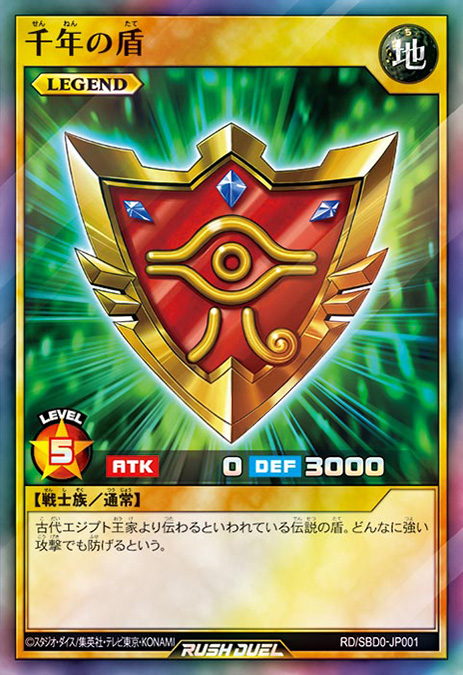 千年の盾
地
LEGEND
LEVEL
5
ATK 0 DEF 3000
【戦士族／通常】
古代エジプト王家より伝わるといわれている伝説の盾。どんなに強い
攻撃でも防げるという。
©スタジオ・ダイス/集英社・テレビ東京・KONAMI
RUSH DUEL
RD/SBD0-JP001